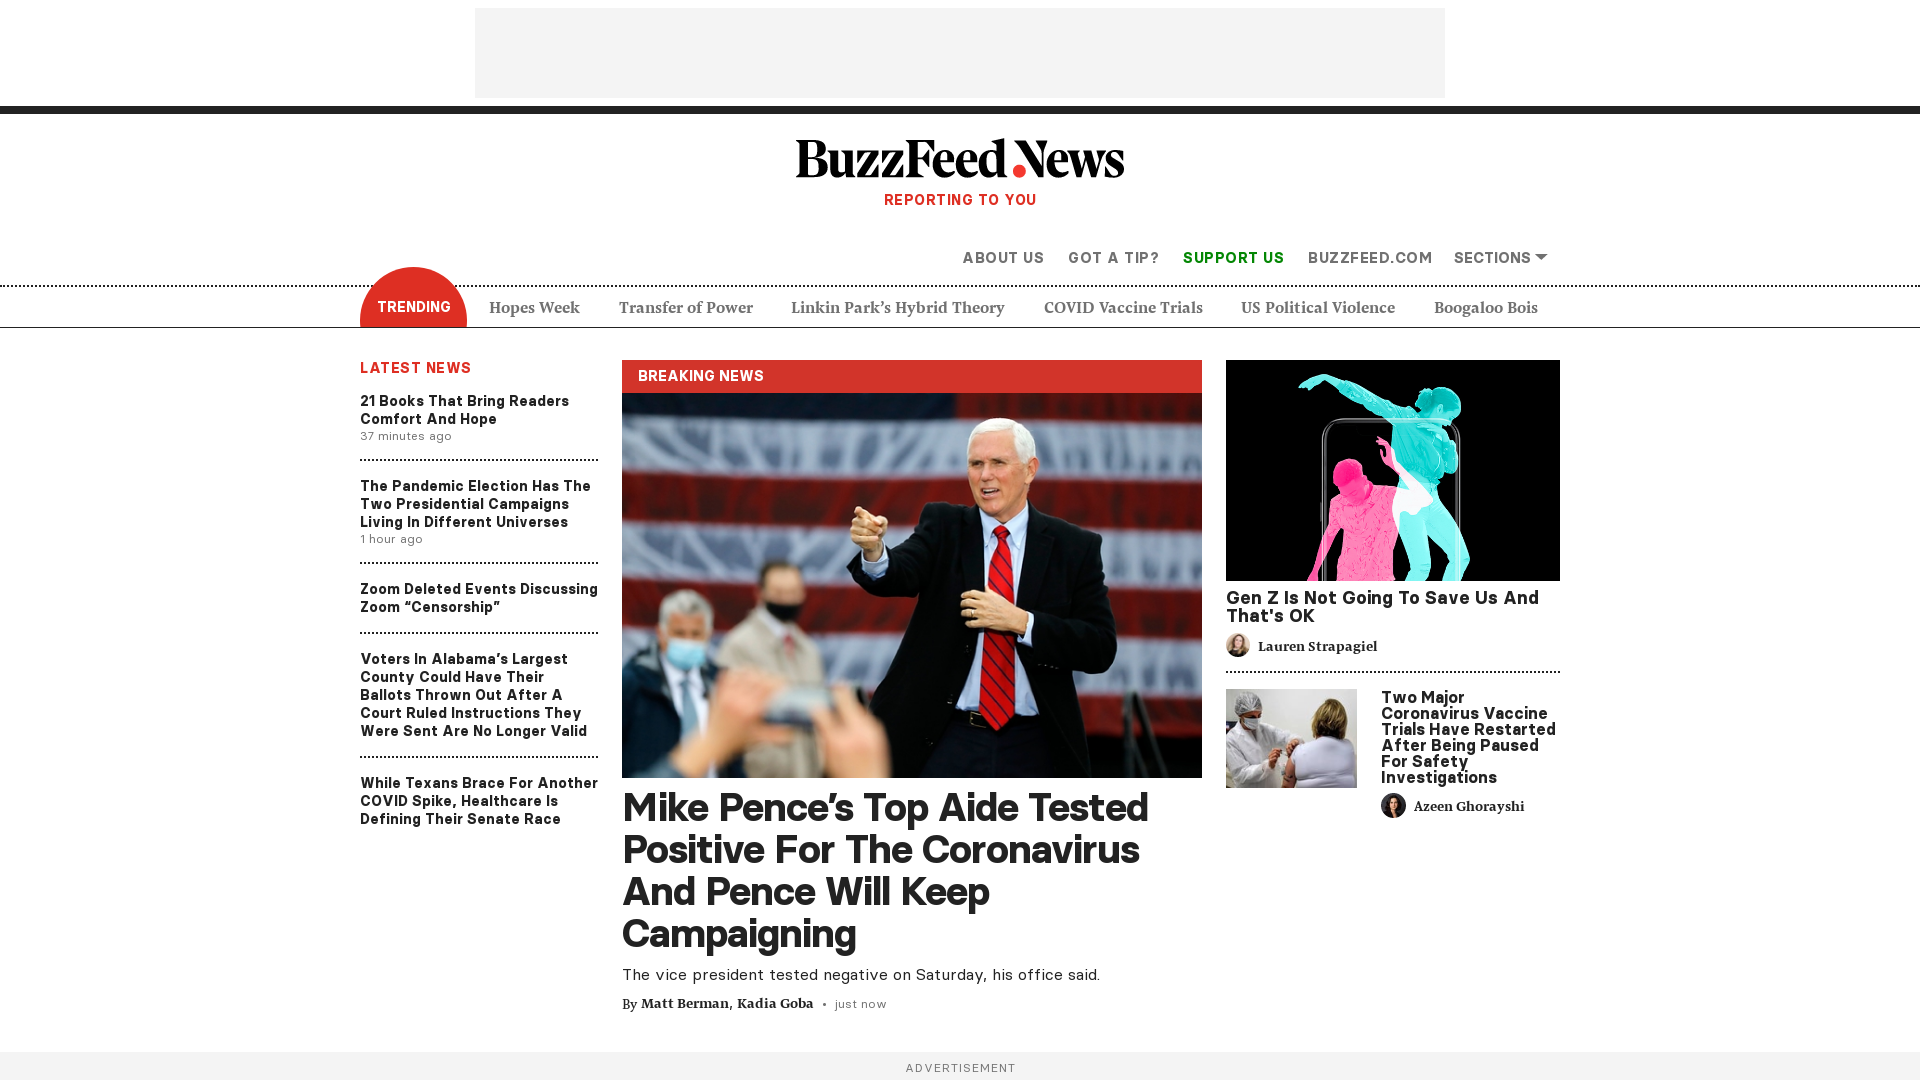 BuzzFeed News
REPORTING TO YOU
ABOUT US GOT A TIP? SUPPORT US BUZZFEED.COM SECTIONS
TRENDING Hopes Week Transfer of Power Linkin Park’s Hybrid Theory COVID Vaccine Trials US Political Violence Boogaloo Bois
LATEST NEWS
21 Books That Bring Readers
Comfort And Hope
37 minutes ago
The Pandemic Election Has The
Two Presidential Campaigns
Living In Different Universes
1 hour ago
Zoom Deleted Events Discussing
Zoom “Censorship”
Voters In Alabama’s Largest
County Could Have Their
Ballots Thrown Out After A
Court Ruled Instructions They
Were Sent Are No Longer Valid
While Texans Brace For Another
COVID Spike, Healthcare Is
Defining Their Senate Race
BREAKING NEWS
Mike Pence’s Top Aide Tested
Positive For The Coronavirus
And Pence Will Keep
Campaigning
The vice president tested negative on Saturday, his office said.
By Matt Berman, Kadia Goba • just now
Gen Z Is Not Going To Save Us And
That's OK
Lauren Strapagiel
Two Major
Coronavirus Vaccine
Trials Have Restarted
After Being Paused
For Safety
Investigations
Azeen Ghorayshi
ADVERTISEMENT